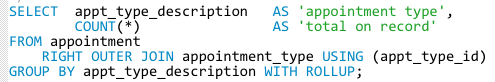 SELECT appt_type_description AS 'appointment type',
COUNT(*) AS 'total on record'
FROM appointment
RIGHT OUTER JOIN appointment_type USING (appt_type_id)
GROUP BY appt_type_description WITH ROLLUP;